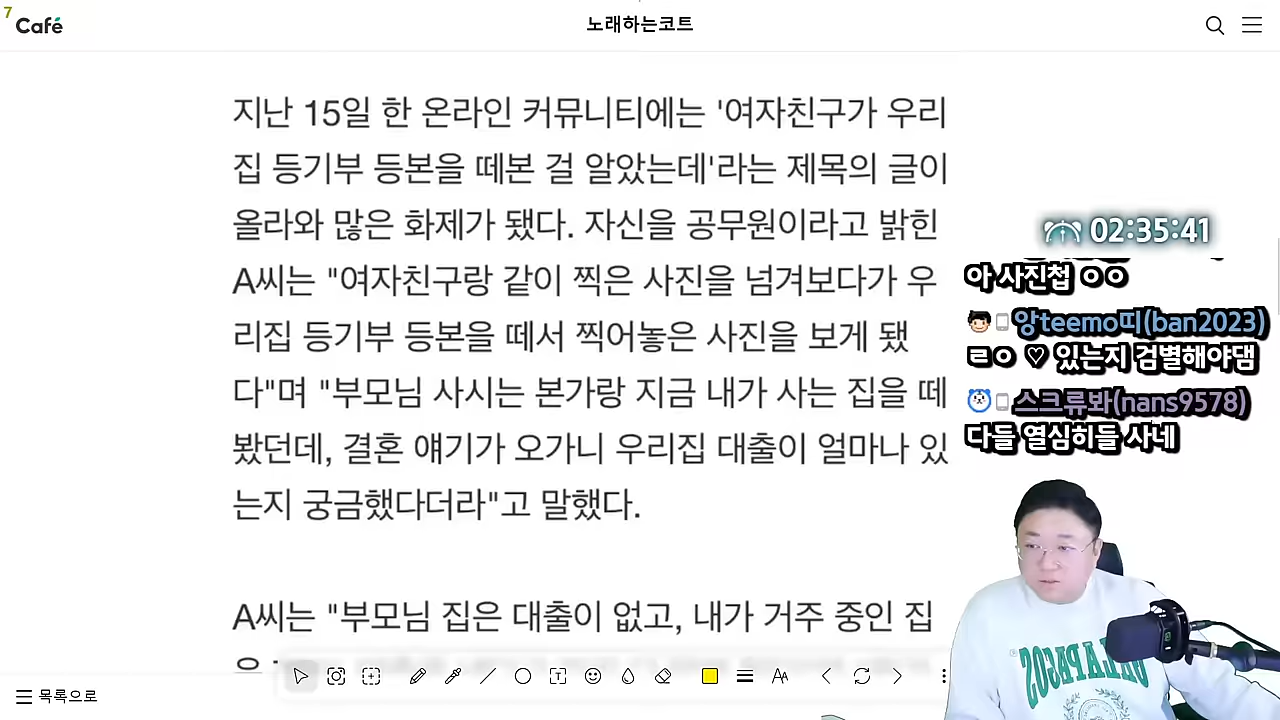 7
Café
노래하는코트
지난 15일 한 온라인 커뮤니티에는 '여자친구가 우리
집 등기부 등본을 떼본 걸 알았는데'라는 제목의 글이
올라와 많은 화제가 됐다. 자신을 공무원이라고 밝힌
A씨는 "여자친구랑 같이 찍은 사진을 넘겨보다가 우
리집 등기부 등본을 떼서 찍어놓은 사진을 보게 됐
다"며 "부모님 사시는 본가랑 지금 내가 사는 집을 떼
봤던데, 결혼 얘기가 오가니 우리집 대출이 얼마나 있
는지 궁금했다더라"고 말했다.
A씨는 "부모님 집은 대출이 없고, 내가 거주 중인 집
목록으로
02:35:41
아 사진첩 ㅇㅇ
앙teemo띠(ban2023)
ㄹㅇ ♡ 있는지 검별해야댐
스크류봐(nans9578)
다들 열심히들 사네
GALAPAGOS